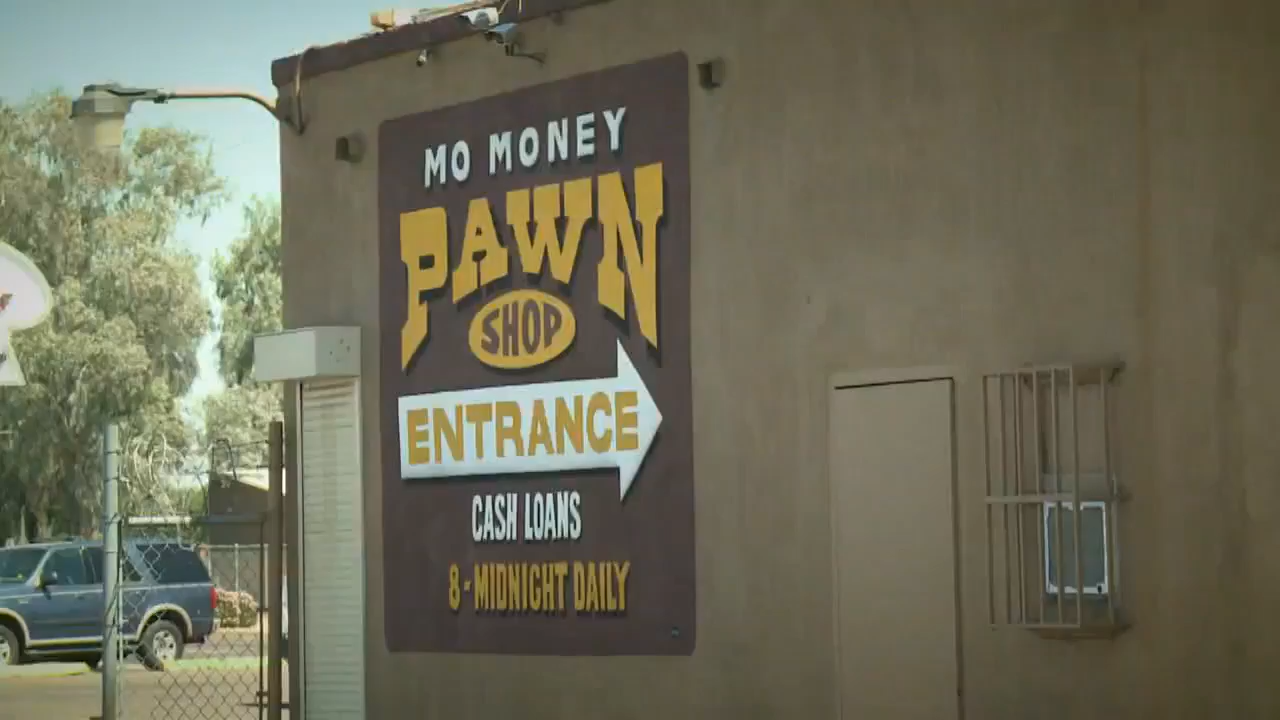 MO MONEY
PAWN
SHOP
ENTRANCE
CASH LOANS
8-MIDNIGHT DAILY